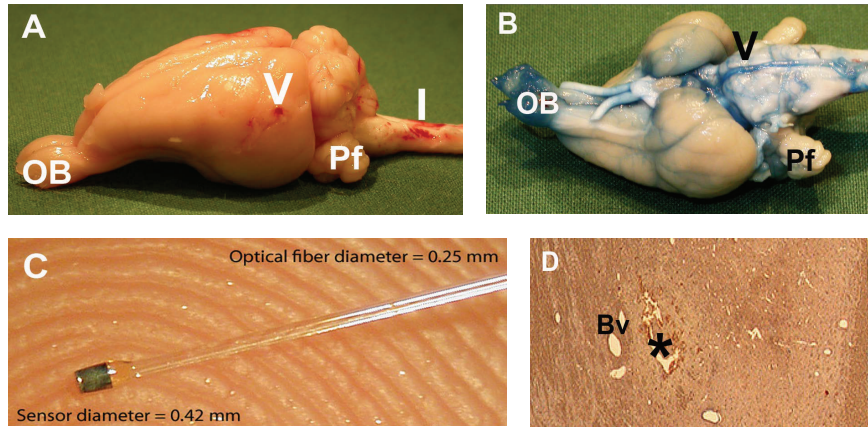 A
V
I
Pf
OB
B
V
OB
Pf
C
Optical fiber diameter = 0.25 mm
Sensor diameter = 0.42 mm
D
Bv
*